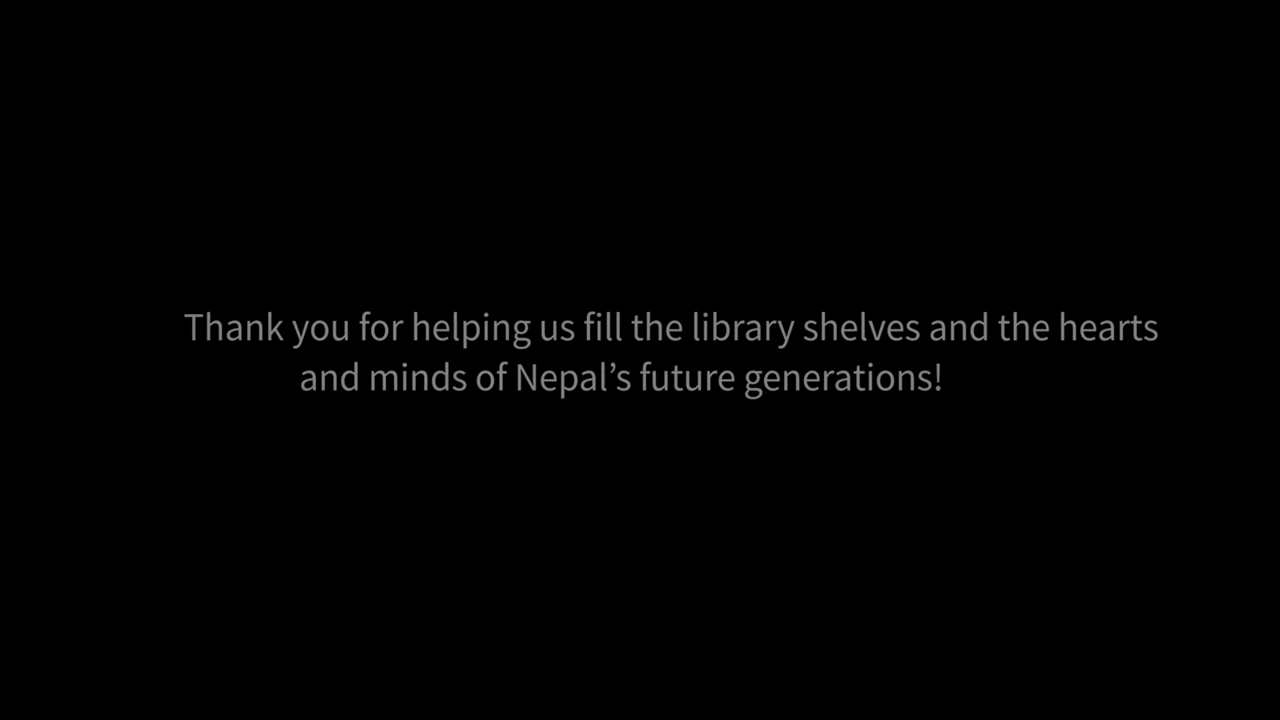 Thank you for helping us fill the library shelves and the hearts
and minds of Nepal’s future generations!